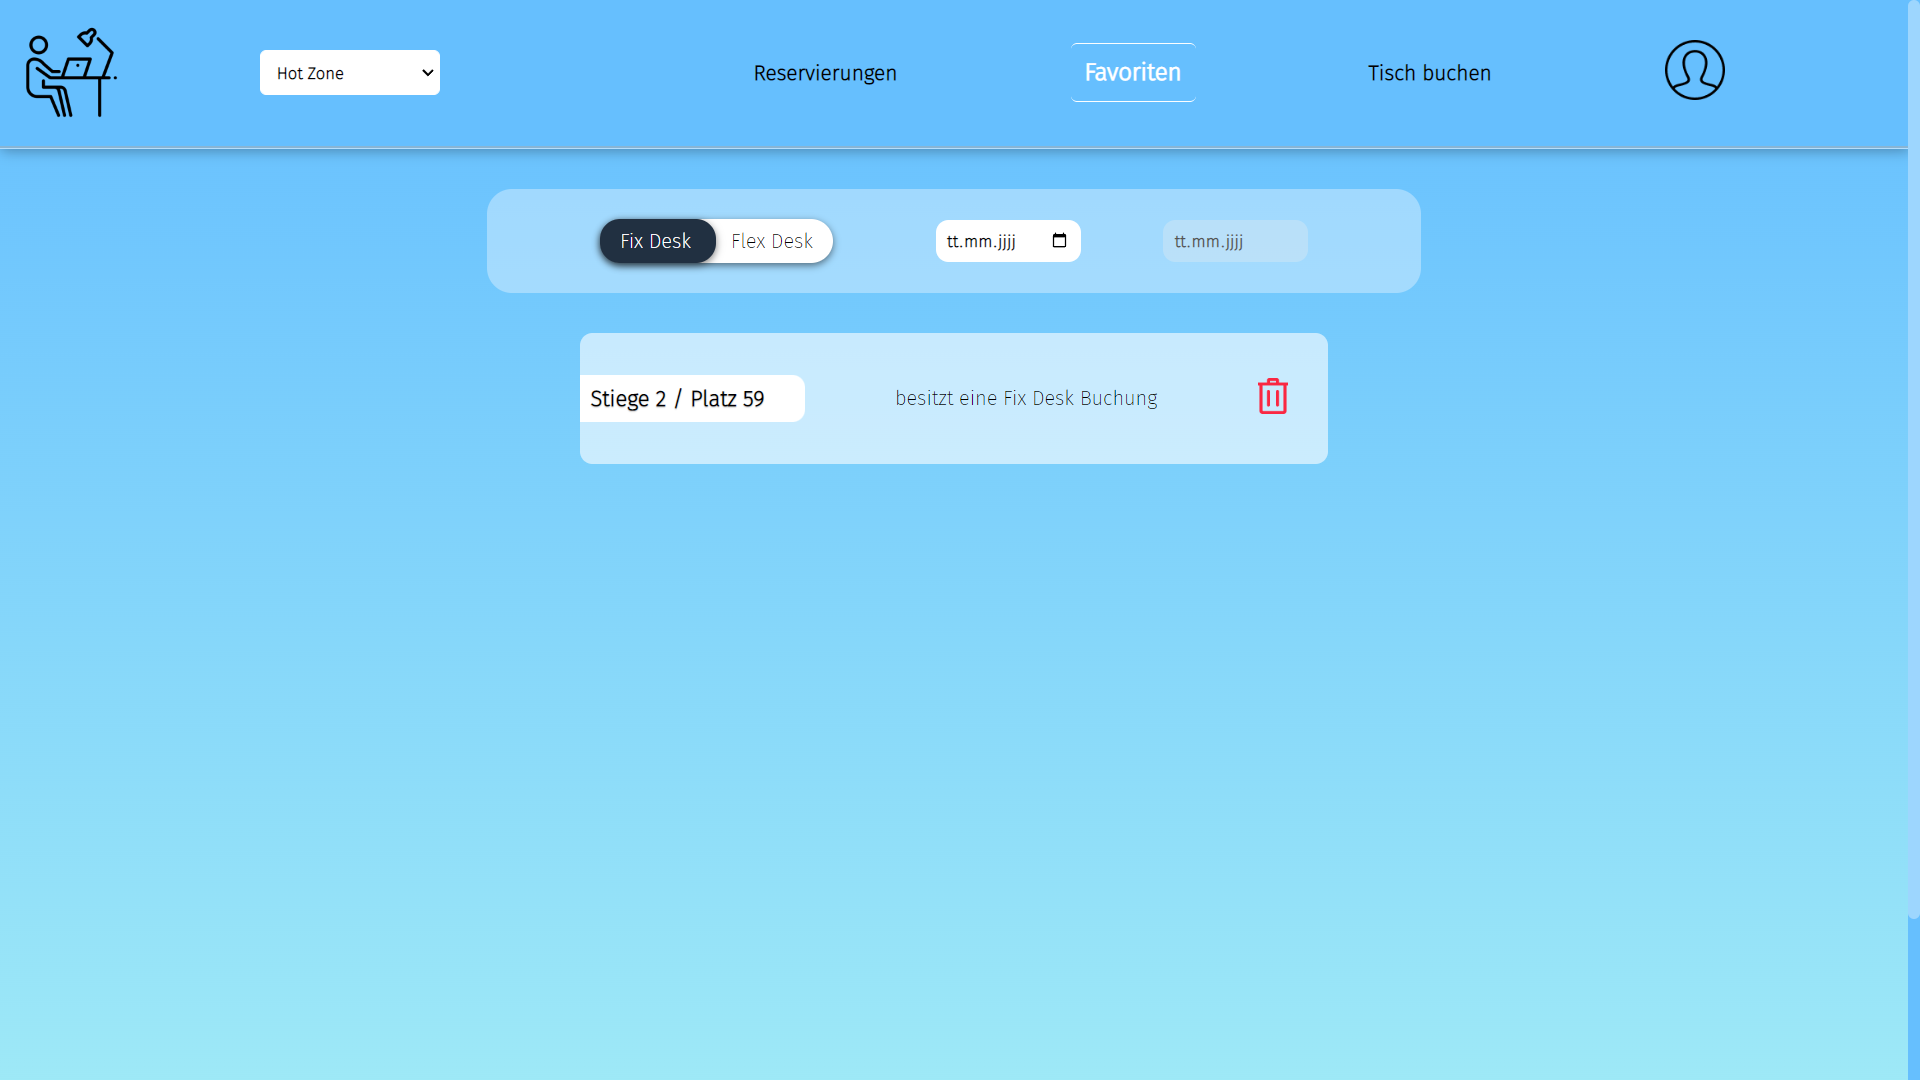 Hot Zone
Reservierungen
Favoriten
Tisch buchen
Fix Desk
Flex Desk
tt.mm.jjjj
tt.mm.jjjj
Stiege 2 / Platz 59
besitzt eine Fix Desk Buchung